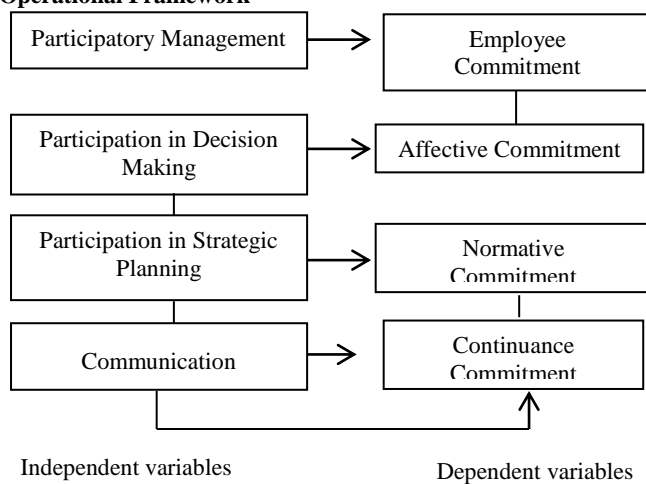 Operational Framework
Participatory Management
Employee
Commitment
Participation in Decision
Making
Affective Commitment
Participation in Strategic
Planning
Normative
Commitment
Communication
Continuance
Commitment
Independent variables
Dependent variables